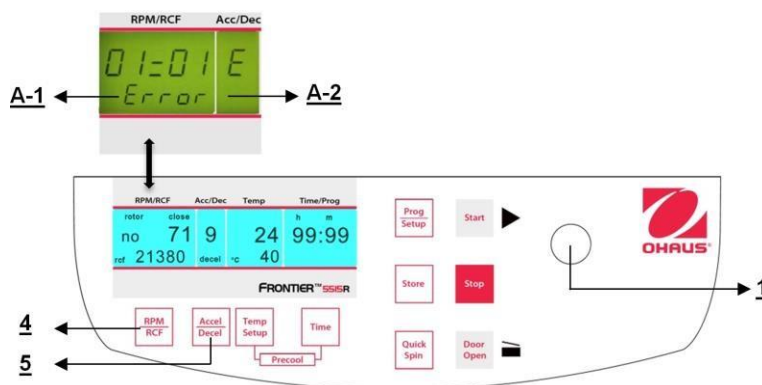 RPM/RCF Acc/Dec
01=01 E
Error
A-1
A-2
RPM/RCF Acc/Dec Temp Time/Prog
rotor close h m
no 71 9 24 99:99
rcf 21380 decel °C 40
FRONTIER™ 5515R
Prog
Setup
Start
Store
Stop
Quick
Spin
Door
Open
OHAUS®
1
4
RPM
RCF
Accel
Decel
Temp
Setup
Time
5
Precool